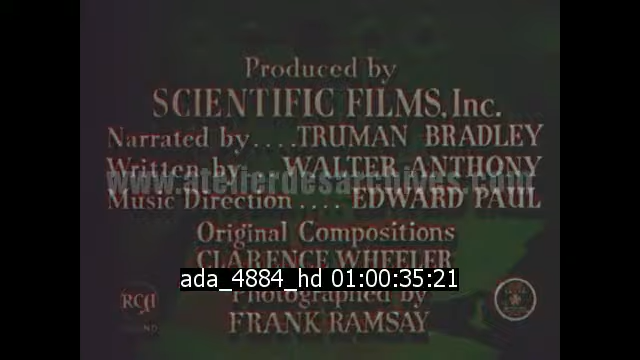 Produced by
SCIENTIFIC FILMS, Inc.
Narrated by....TRUMAN BRADLEY
Written by WALTER ANTHONY
www.atelierdesarchives.com
Music Direction .... EDWARD PAUL
Original Compositions
CLARENCE WHEELER
ada_4884_hd 01:00:35:21
Photographed by
RCA
FRANK RAMSAY